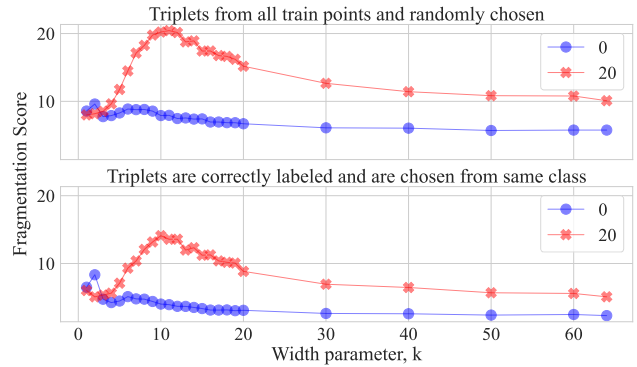 Triplets from all train points and randomly chosen
20
10
0
20
Fragmentation Score
Triplets are correctly labeled and are chosen from same class
20
10
0
20
0 10 20 30 40 50 60
Width parameter, k